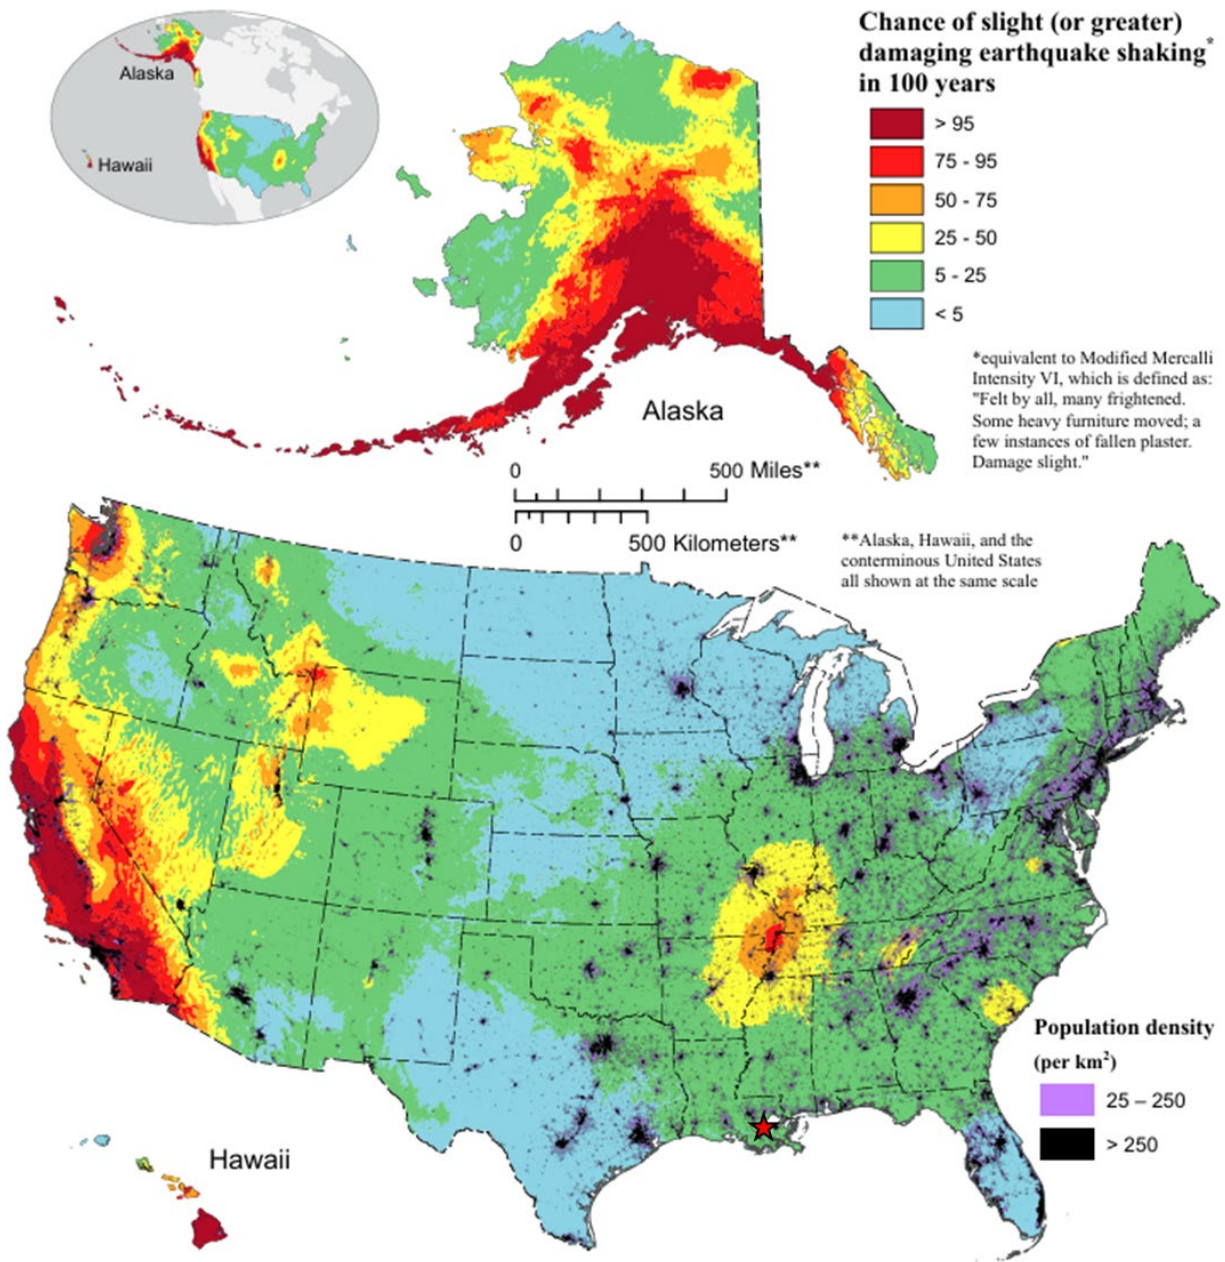 Alaska
Hawaii
Chance of slight (or greater)
damaging earthquake shaking*
in 100 years
> 95
75 - 95
50 - 75
25 - 50
5 - 25
< 5
*equivalent to Modified Mercalli
Intensity VI, which is defined as:
"Felt by all, many frightened.
Some heavy furniture moved; a
few instances of fallen plaster.
Damage slight."
Alaska
0 500 Miles**
0 500 Kilometers**
**Alaska, Hawaii, and the
conterminous United States
all shown at the same scale
Population density
(per km²)
25 – 250
> 250
Hawaii